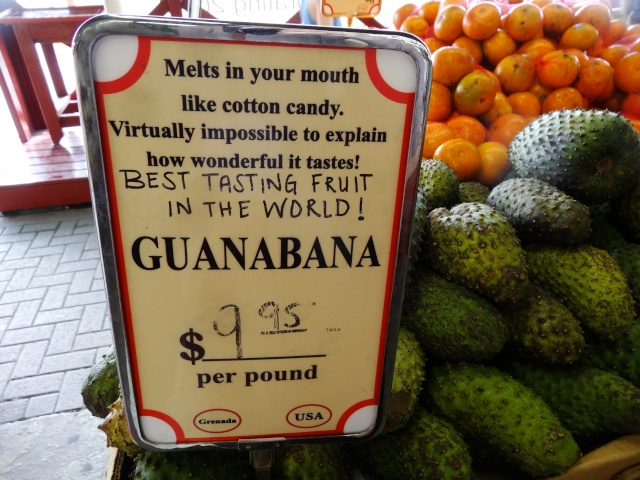 Melts in your mouth
like cotton candy.
Virtually impossible to explain
how wonderful it tastes!
BEST TASTING FRUIT
IN THE WORLD!
GUANABANA
$9.95
per pound
Grenada USA